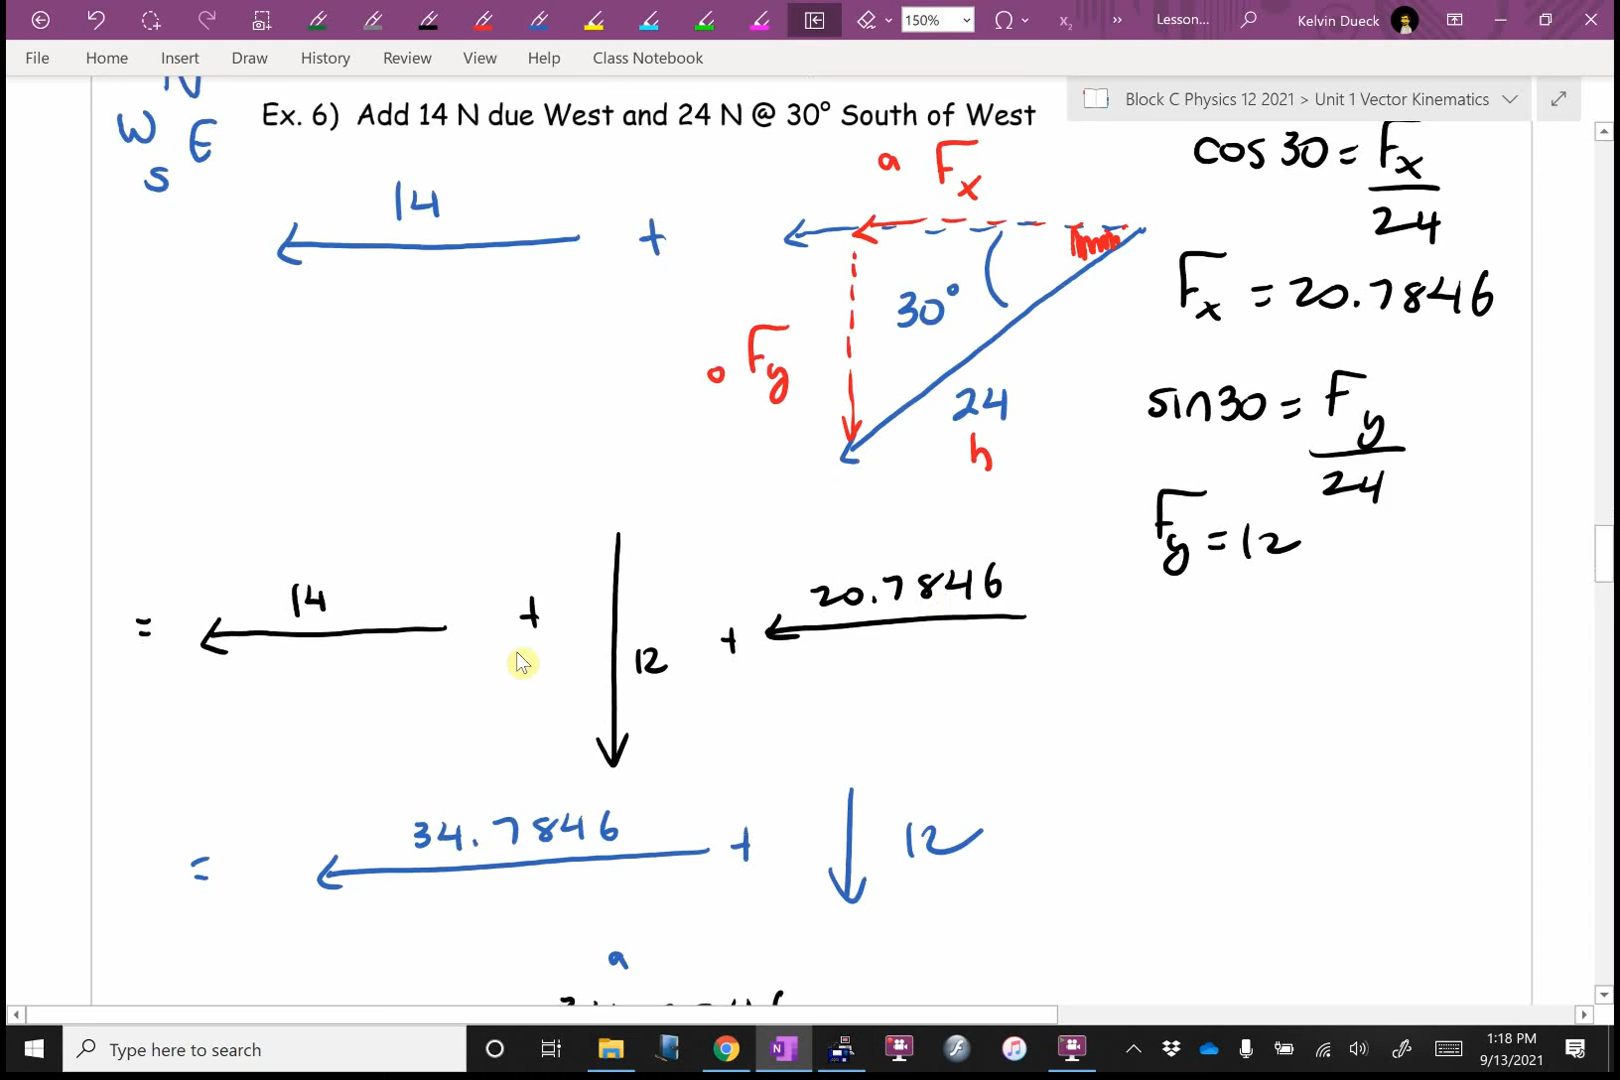 150%
Lesson...
Kelvin Dueck
File Home Insert Draw History Review View Help Class Notebook
Block C Physics 12 2021 > Unit 1 Vector Kinematics
N
W E
S
Ex. 6) Add 14 N due West and 24 N @ 30° South of West
14 +
a Fx
30°
o Fy
24
h
cos 30 = Fx
24
Fx = 20.7846
sin 30 = Fy
24
Fy = 12
= 14 + 12 + 20.7846
= 34.7846 + 12
a
Type here to search
1:18 PM
9/13/2021